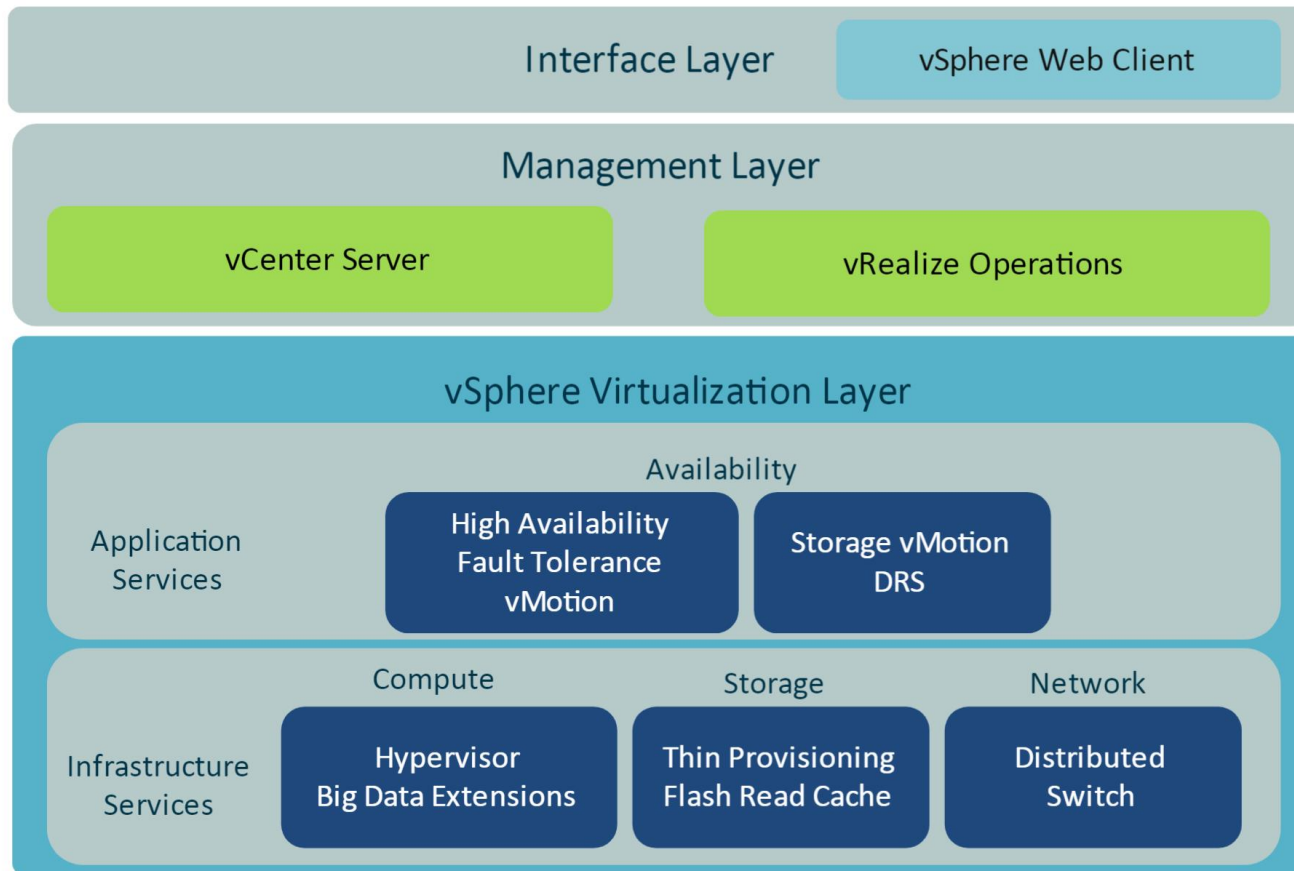 Interface Layer
vSphere Web Client
Management Layer
vCenter Server
vRealize Operations
vSphere Virtualization Layer
Availability
Application
Services
High Availability
Fault Tolerance
vMotion
Storage vMotion
DRS
Compute
Storage
Network
Infrastructure
Services
Hypervisor
Big Data Extensions
Thin Provisioning
Flash Read Cache
Distributed
Switch